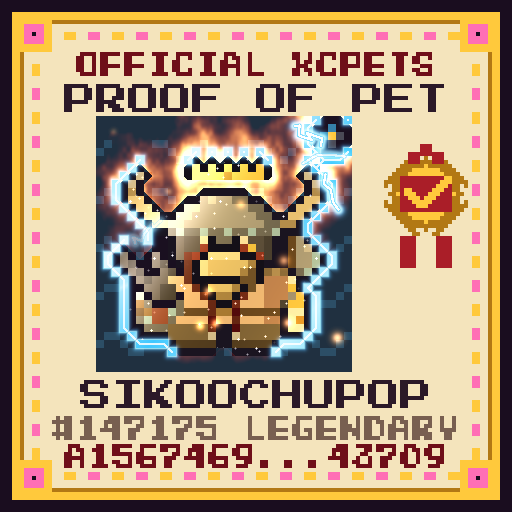 OFFICIAL XCPETS
PROOF OF PET
SIKOOCHUPOP
#147175 LEGENDARY
A1567469...43709